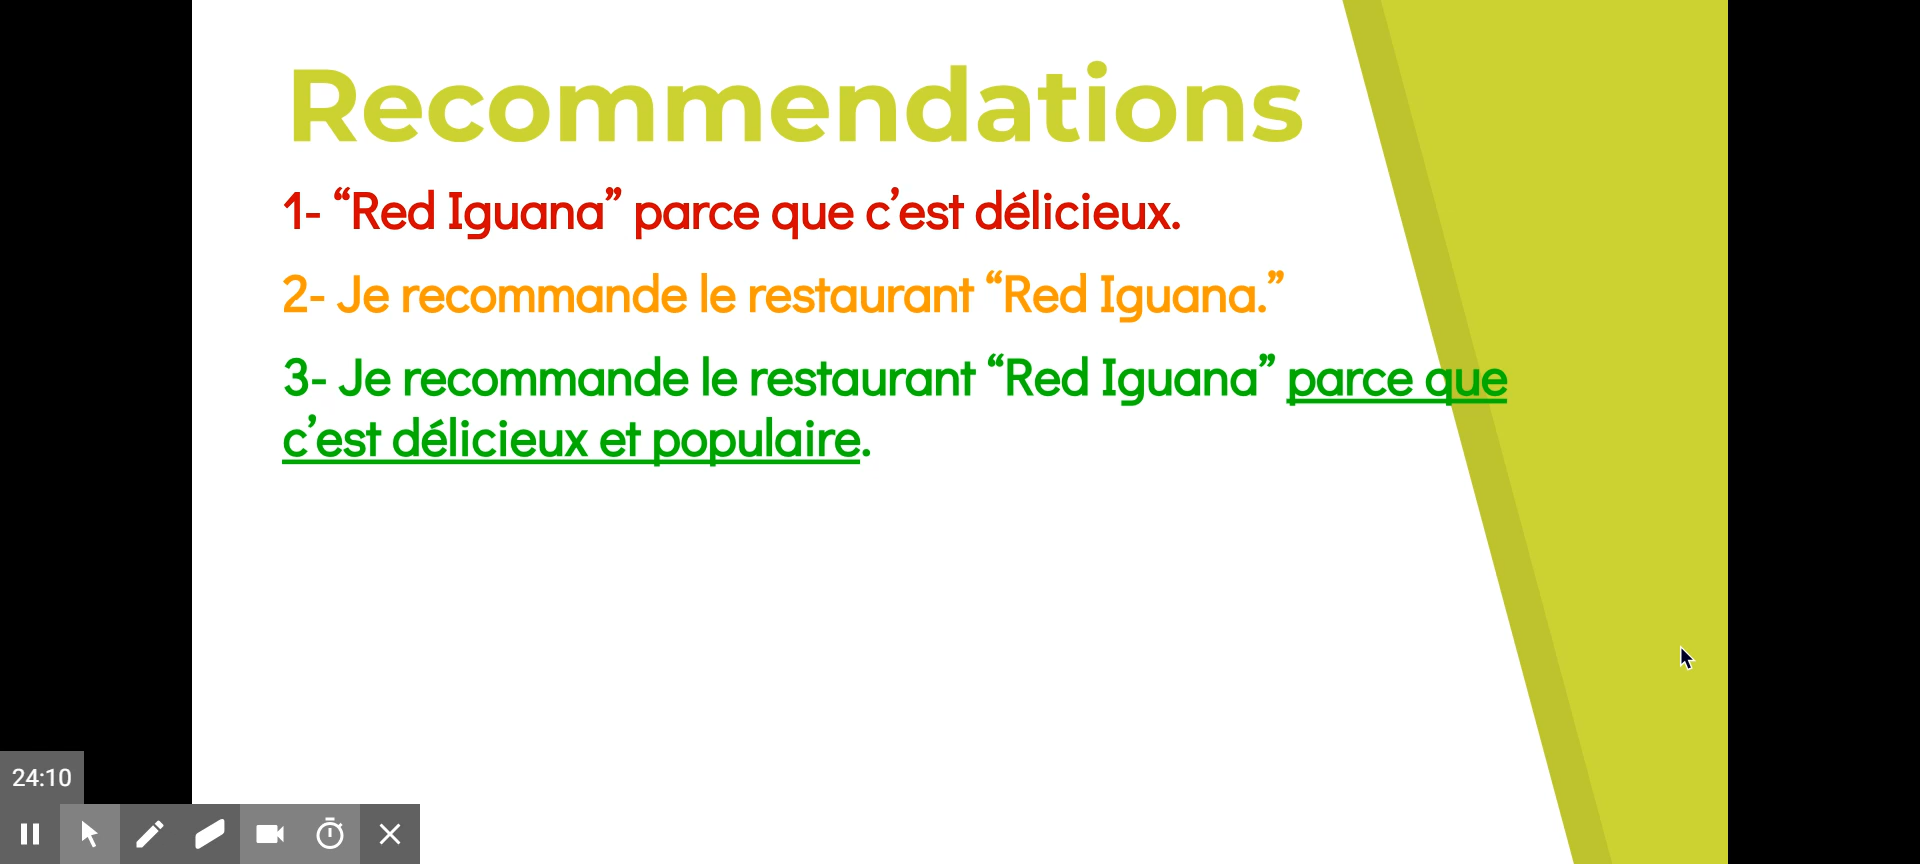 Recommendations
1- “Red Iguana” parce que c’est délicieux.
2- Je recommande le restaurant “Red Iguana.”
3- Je recommande le restaurant “Red Iguana” parce que
c’est délicieux et populaire.
24:10